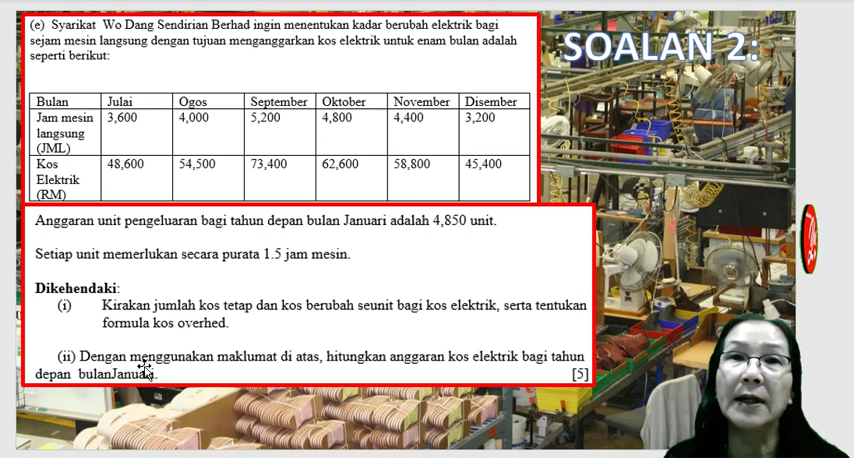 (e) Syarikat Wo Dang Sendirian Berhad ingin menentukan kadar berubah elektrik bagi
sejam mesin langsung dengan tujuan menganggarkan kos elektrik untuk enam bulan adalah
seperti berikut:
SOALAN 2:
Bulan Julai Ogos September Oktober November Disember
Jam mesin 3,600 4,000 5,200 4,800 4,400 3,200
langsung
(JML)
Kos 48,600 54,500 73,400 62,600 58,800 45,400
Elektrik
(RM)
Anggaran unit pengeluaran bagi tahun depan bulan Januari adalah 4,850 unit.
Setiap unit memerlukan secara purata 1.5 jam mesin.
Dikehendaki:
(i) Kirakan jumlah kos tetap dan kos berubah seunit bagi kos elektrik, serta tentukan
formula kos overhed.
(ii) Dengan menggunakan maklumat di atas, hitungkan anggaran kos elektrik bagi tahun
depan bulanJanuari. [5]